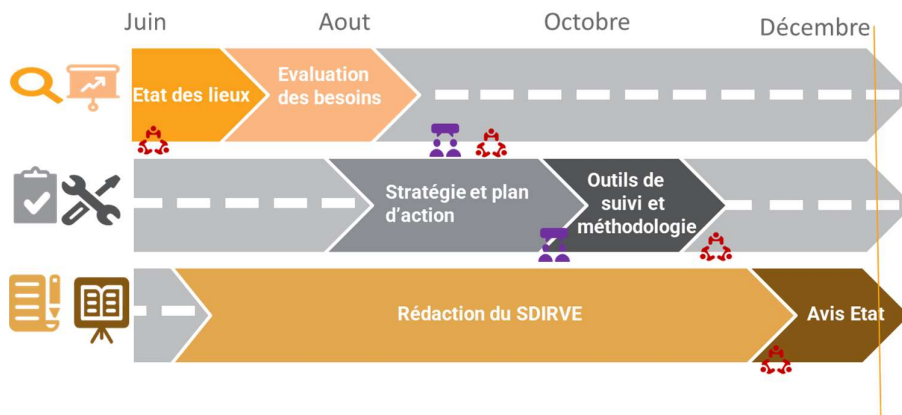 Juin
Aout
Octobre
Décembre
Etat des lieux
Evaluation
des besoins
Stratégie et plan
d'action
Outils de
suivi et
méthodologie
Rédaction du SDIRVE
Avis Etat